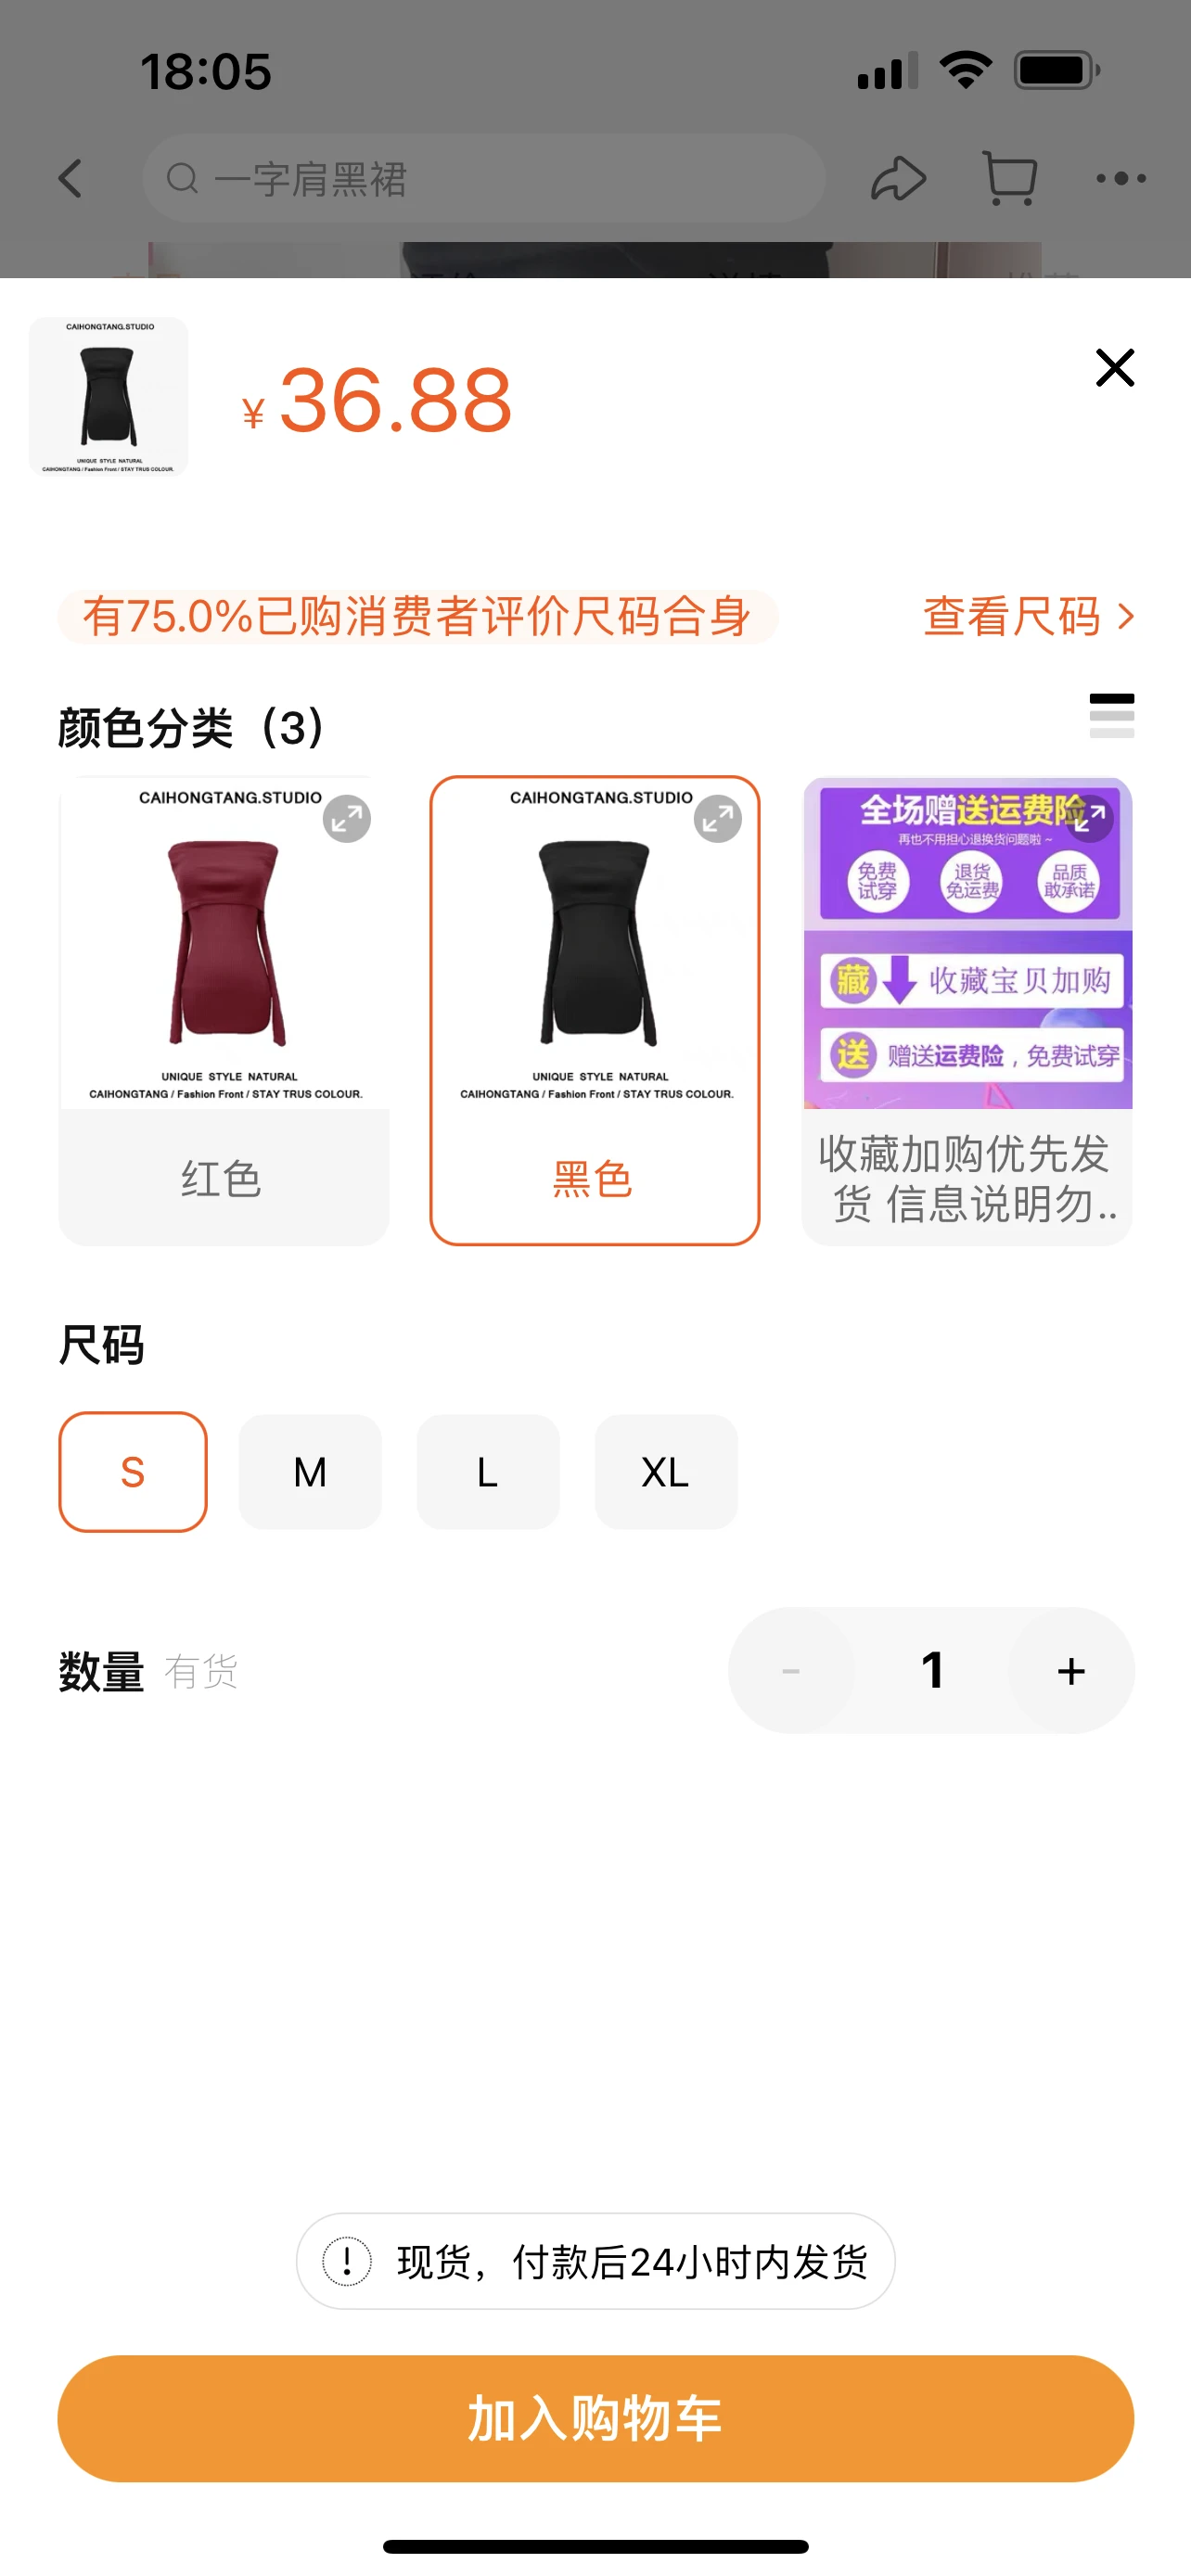 18:05
一字肩黑裙
CAIHONGTANG.STUDIO
UNIQUE STYLE NATURAL
CAIHONGTANG / Fashion Front / STAY TRUS COLOUR.
¥ 36.88
有75.0%已购消费者评价尺码合身
查看尺码
颜色分类（3）
CAIHONGTANG.STUDIO
UNIQUE STYLE NATURAL
CAIHONGTANG / Fashion Front / STAY TRUS COLOUR.
红色
CAIHONGTANG.STUDIO
UNIQUE STYLE NATURAL
CAIHONGTANG / Fashion Front / STAY TRUS COLOUR.
黑色
全场赠送运费险
再也不用担心退换货问题啦 ~
免费
试穿
退货
免运费
品质
敢承诺
藏 收藏宝贝加购
送 赠送运费险，免费试穿
收藏加购优先发
货 信息说明勿..
尺码
S
M
L
XL
数量 有货
- 1 +
现货，付款后24小时内发货
加入购物车